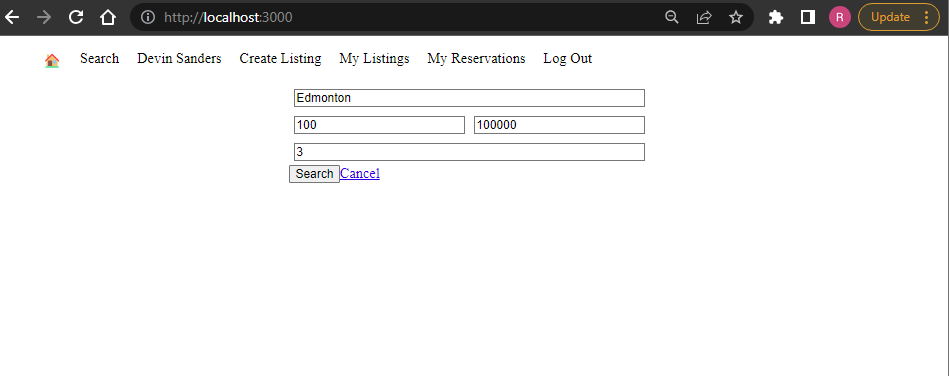 http://localhost:3000
R
Update
Search Devin Sanders Create Listing My Listings My Reservations Log Out
Edmonton
100 100000
3
Search Cancel